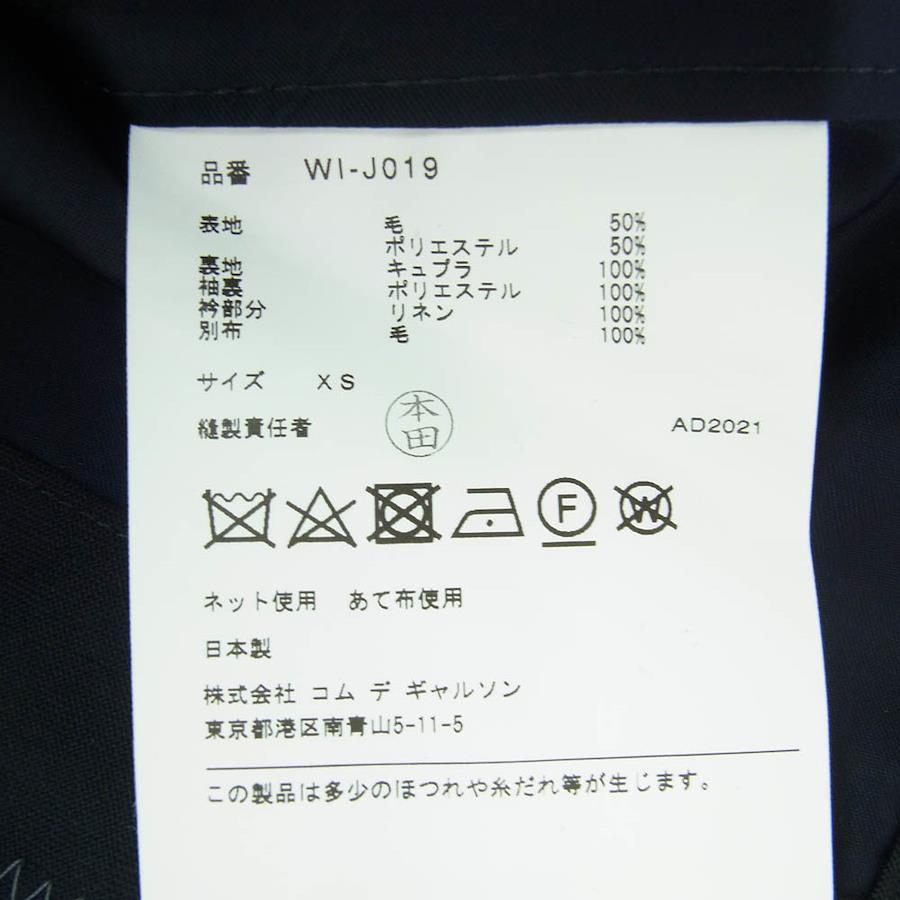 品番 WI-J019
表地 毛 50%
ポリエステル 50%
裏地 キュプラ 100%
袖裏 ポリエステル 100%
衿部分 リネン 100%
別布 毛 100%
サイズ XS
縫製責任者 本田 AD2021
F W
ネット使用 あて布使用
日本製
株式会社 コム デ ギャルソン
東京都港区南青山5-11-5
この製品は多少のほつれや糸だれ等が生じます。